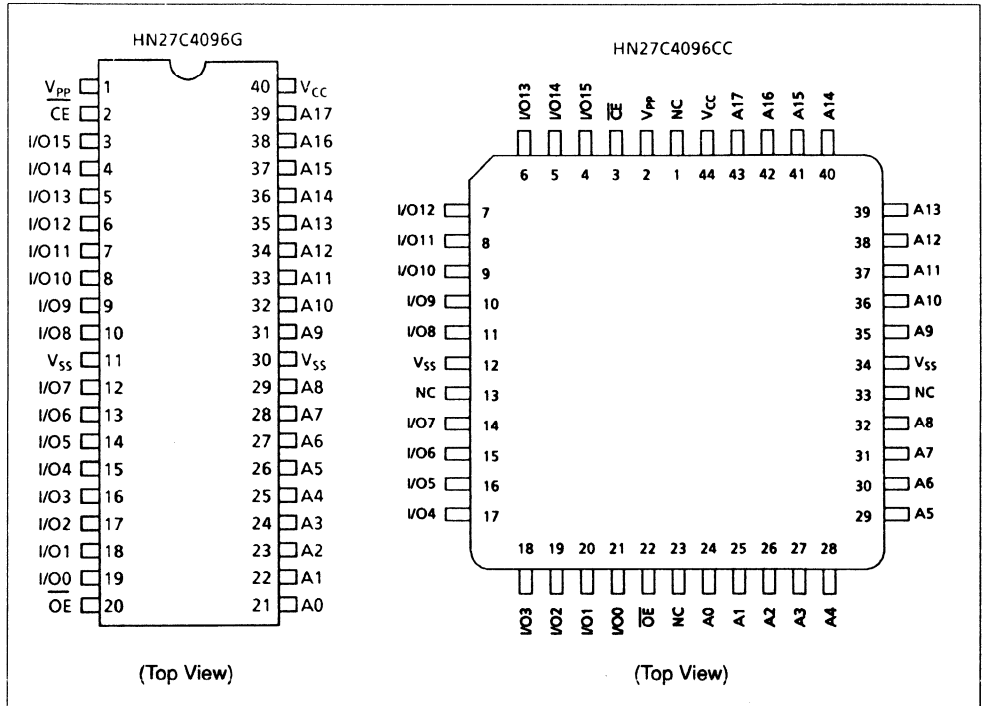 HN27C4096G
VPP 1 40 VCC
CE 2 39 A17
I/O15 3 38 A16
I/O14 4 37 A15
I/O13 5 36 A14
I/O12 6 35 A13
I/O11 7 34 A12
I/O10 8 33 A11
I/O9 9 32 A10
I/O8 10 31 A9
VSS 11 30 VSS
I/O7 12 29 A8
I/O6 13 28 A7
I/O5 14 27 A6
I/O4 15 26 A5
I/O3 16 25 A4
I/O2 17 24 A3
I/O1 18 23 A2
I/O0 19 22 A1
OE 20 21 A0
(Top View)
HN27C4096CC
I/O13 I/O14 I/O15 CE VPP NC VCC A17 A16 A15 A14
6 5 4 3 2 1 44 43 42 41 40
I/O12 7 39 A13
I/O11 8 38 A12
I/O10 9 37 A11
I/O9 10 36 A10
I/O8 11 35 A9
VSS 12 34 VSS
NC 13 33 NC
I/O7 14 32 A8
I/O6 15 31 A7
I/O5 16 30 A6
I/O4 17 29 A5
18 19 20 21 22 23 24 25 26 27 28
I/O3 I/O2 I/O1 I/O0 OE NC A0 A1 A2 A3 A4
(Top View)